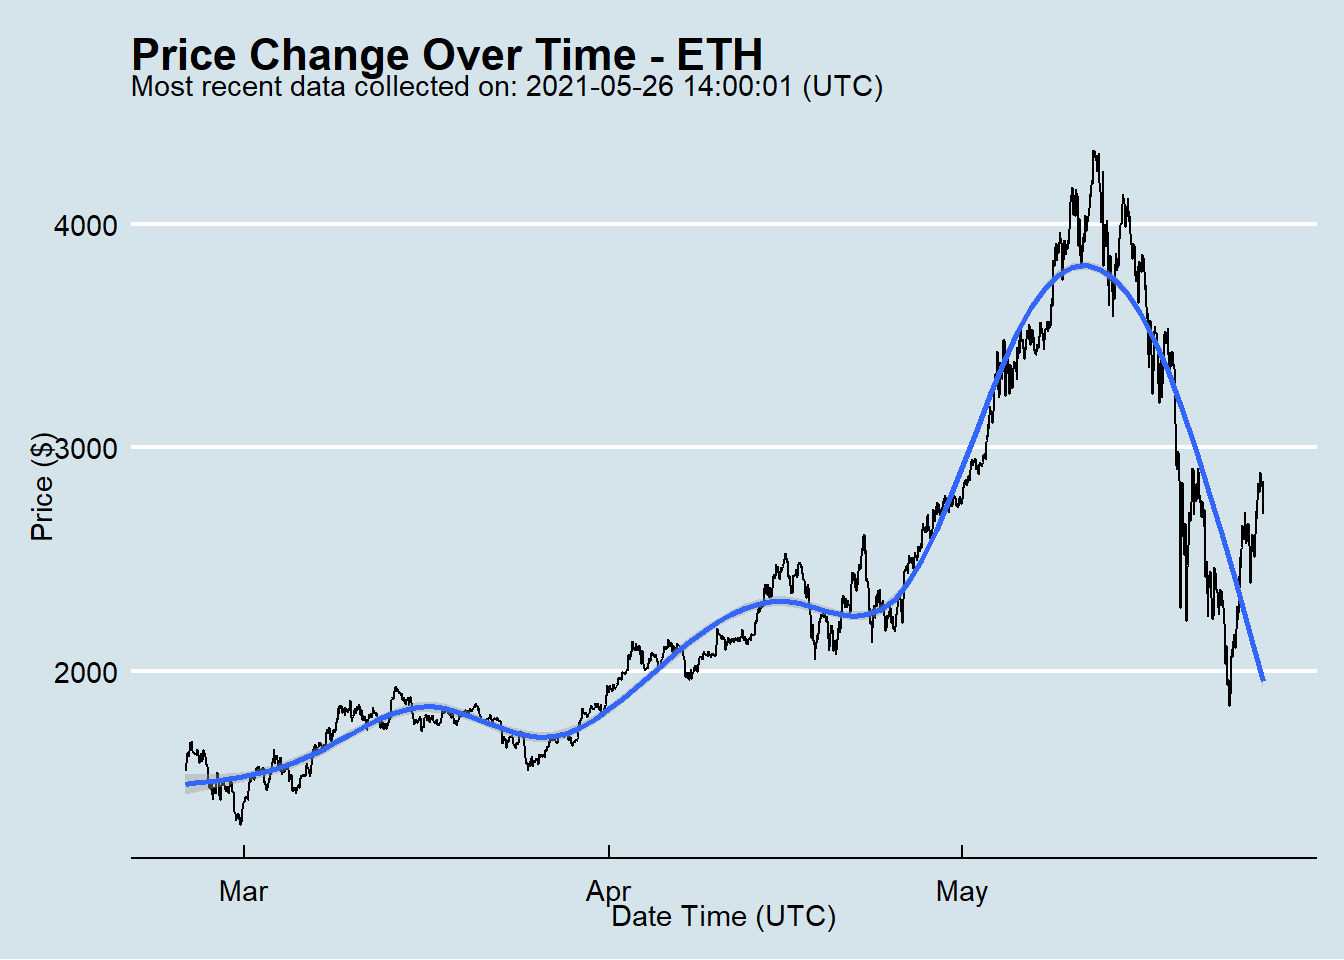 Price Change Over Time - ETH
Most recent data collected on: 2021-05-26 14:00:01 (UTC)
4000
3000
2000
Price ($)
Mar
Apr
May
Date Time (UTC)